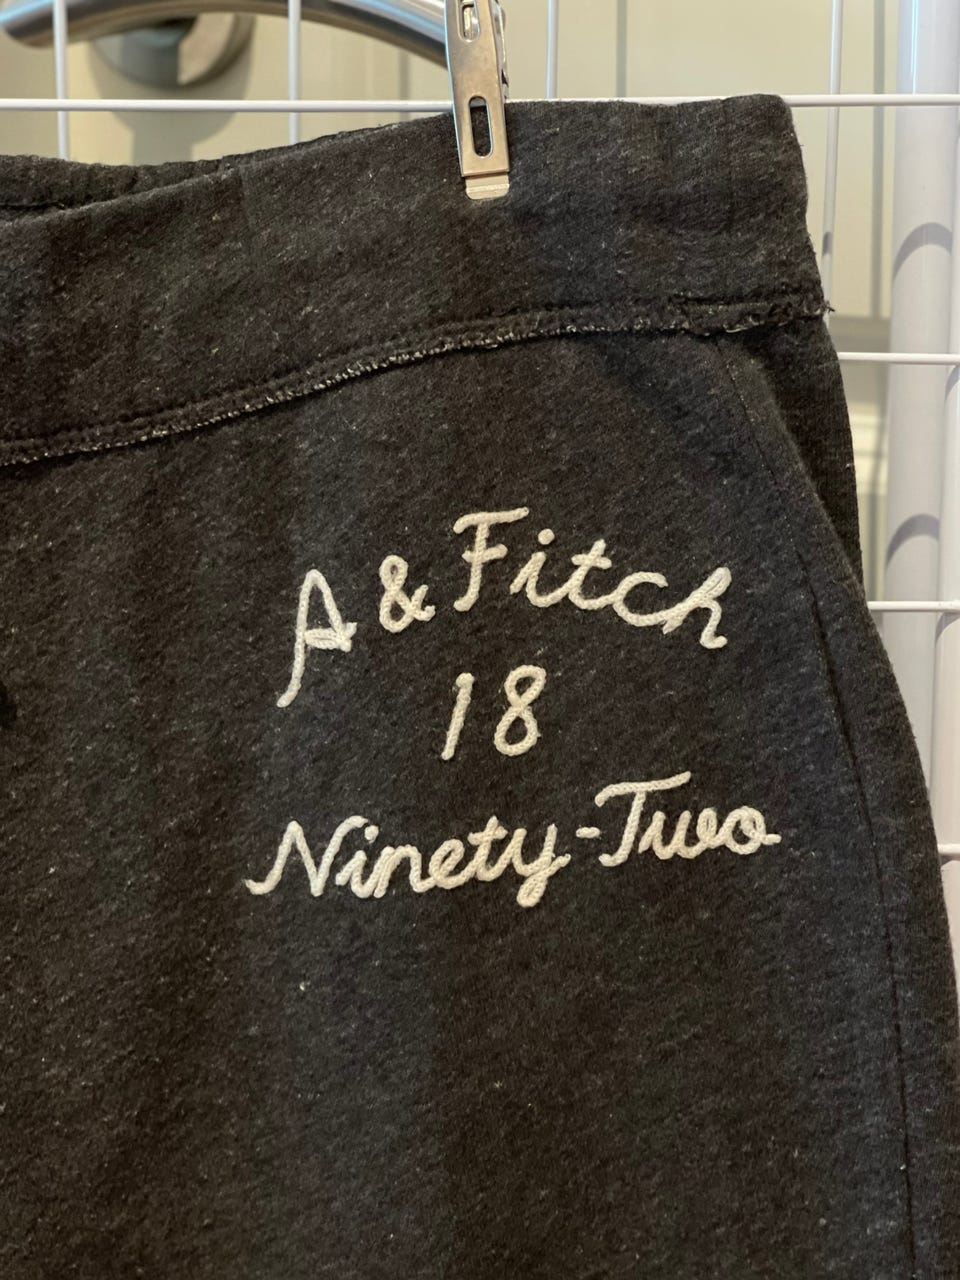 A & Fitch
18
Ninety-Two